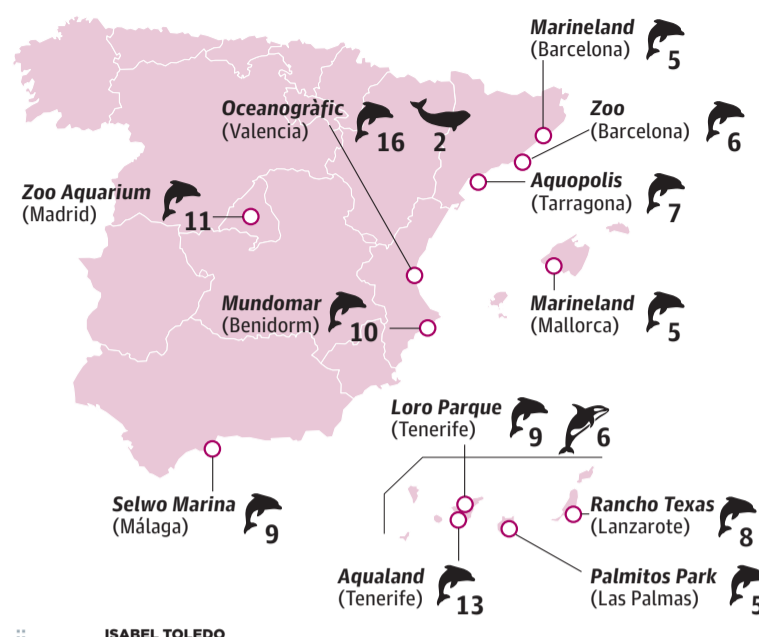 Marineland
(Barcelona)
5
Oceanogràfic
(Valencia)
16
2
Zoo
(Barcelona)
6
Zoo Aquarium
(Madrid)
11
Aquopolis
(Tarragona)
7
Mundomar
(Benidorm)
10
Marineland
(Mallorca)
5
Loro Parque
(Tenerife)
9
6
Selwo Marina
(Málaga)
9
Rancho Texas
(Lanzarote)
8
Aqualand
(Tenerife)
13
Palmitos Park
(Las Palmas)
5
ISABEL TOLEDO